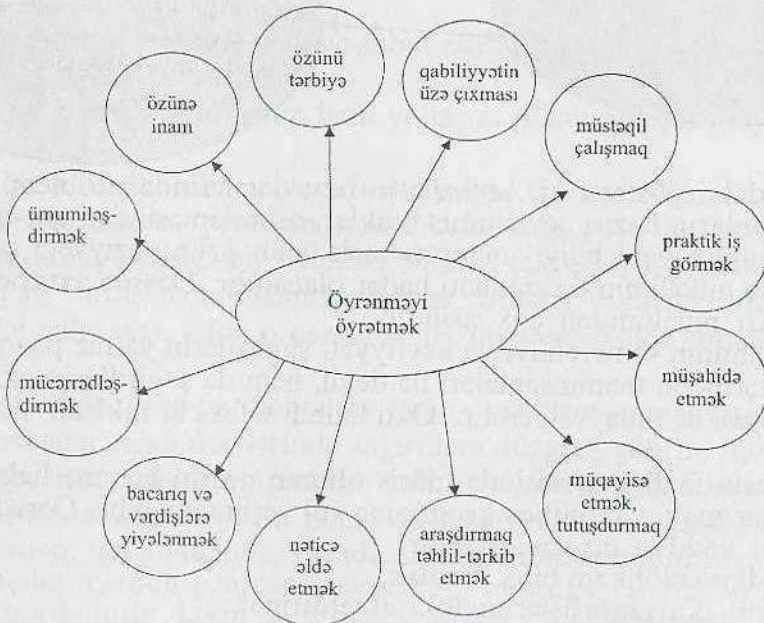 özünü
tərbiyə
qabiliyyətin
üzə çıxması
özünə
inam
müstəqil
çalışmaq
ümumiləş-
dirmək
praktik iş
görmək
Öyrənməyi
öyrətmək
mücərrədləş-
dirmək
müşahidə
etmək
bacarıq və
vərdişlərə
yiyələnmək
nəticə
əldə
etmək
araşdırmaq
təhlil-tərkib
etmək
müqayisə
etmək,
tutuşdurmaq